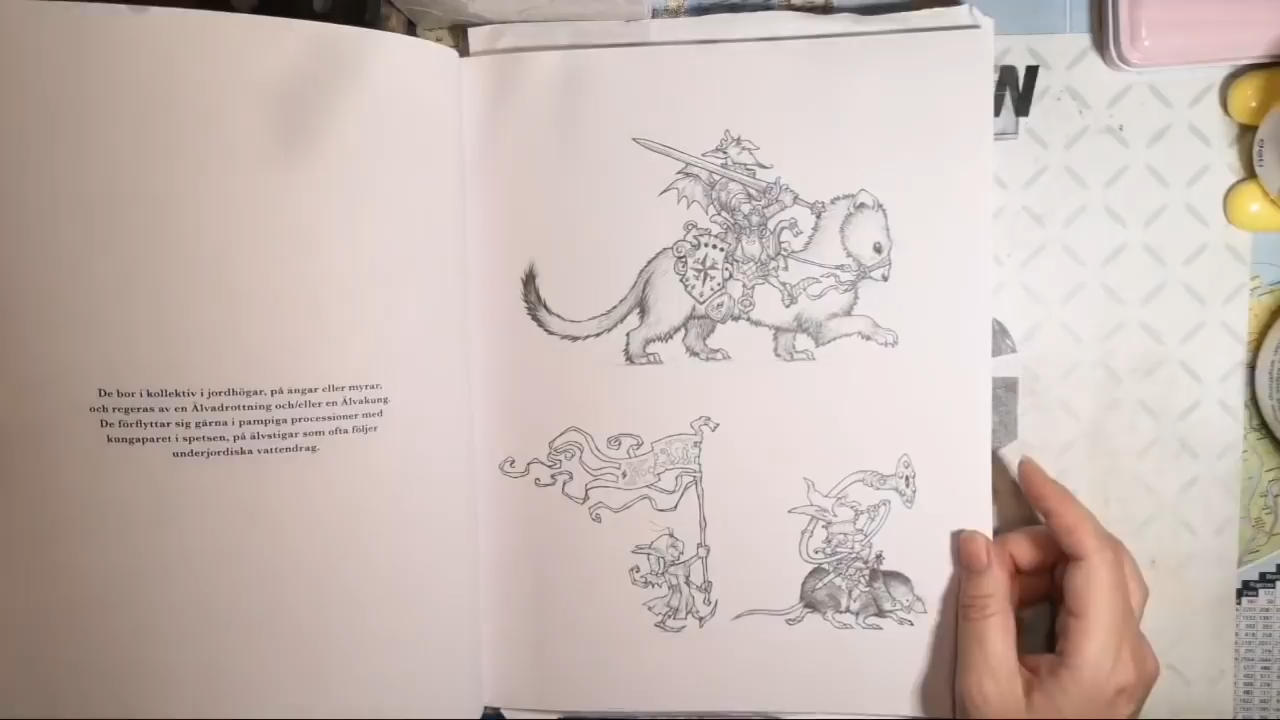 De bor i kollektiv i jordhögar, på ängar eller myrar,
och regeras av en Älvadrottning och/eller en Älvakung.
De förflyttar sig gärna i pampiga processioner med
kungaparet i spetsen, på älvstigar som ofta följer
underjordiska vattendrag.
W
deli